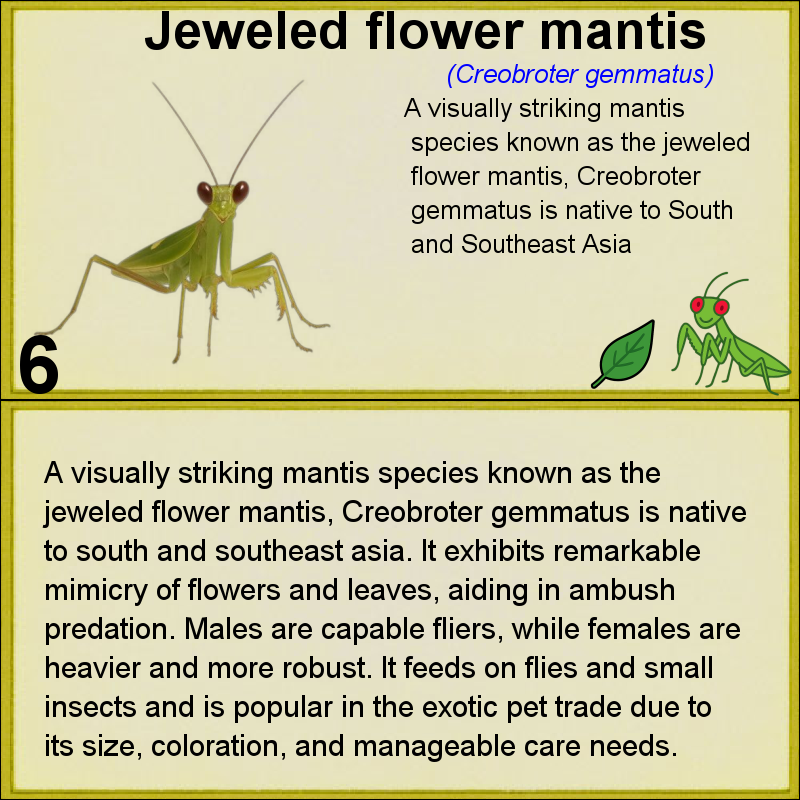 Jeweled flower mantis
(Creobroter gemmatus)
A visually striking mantis
species known as the jeweled
flower mantis, Creobroter
gemmatus is native to South
and Southeast Asia
6
A visually striking mantis species known as the
jeweled flower mantis, Creobroter gemmatus is native
to south and southeast asia. It exhibits remarkable
mimicry of flowers and leaves, aiding in ambush
predation. Males are capable fliers, while females are
heavier and more robust. It feeds on flies and small
insects and is popular in the exotic pet trade due to
its size, coloration, and manageable care needs.